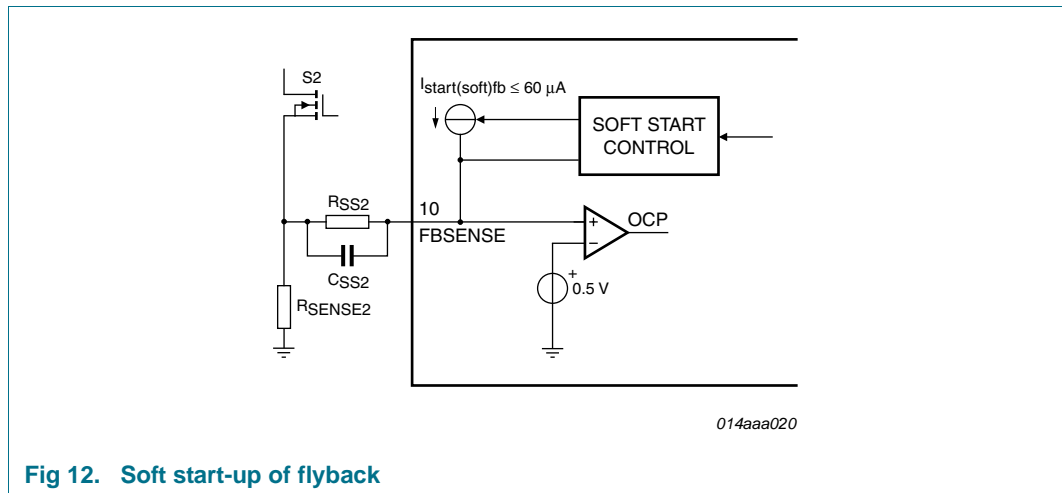 S2
Istart(soft)fb ≤ 60 μA
SOFT START
CONTROL
RSS2
10
FBSENSE
OCP
+
−
CSS2
+
0.5 V
RSENSE2
014aaa020
Fig 12. Soft start-up of flyback